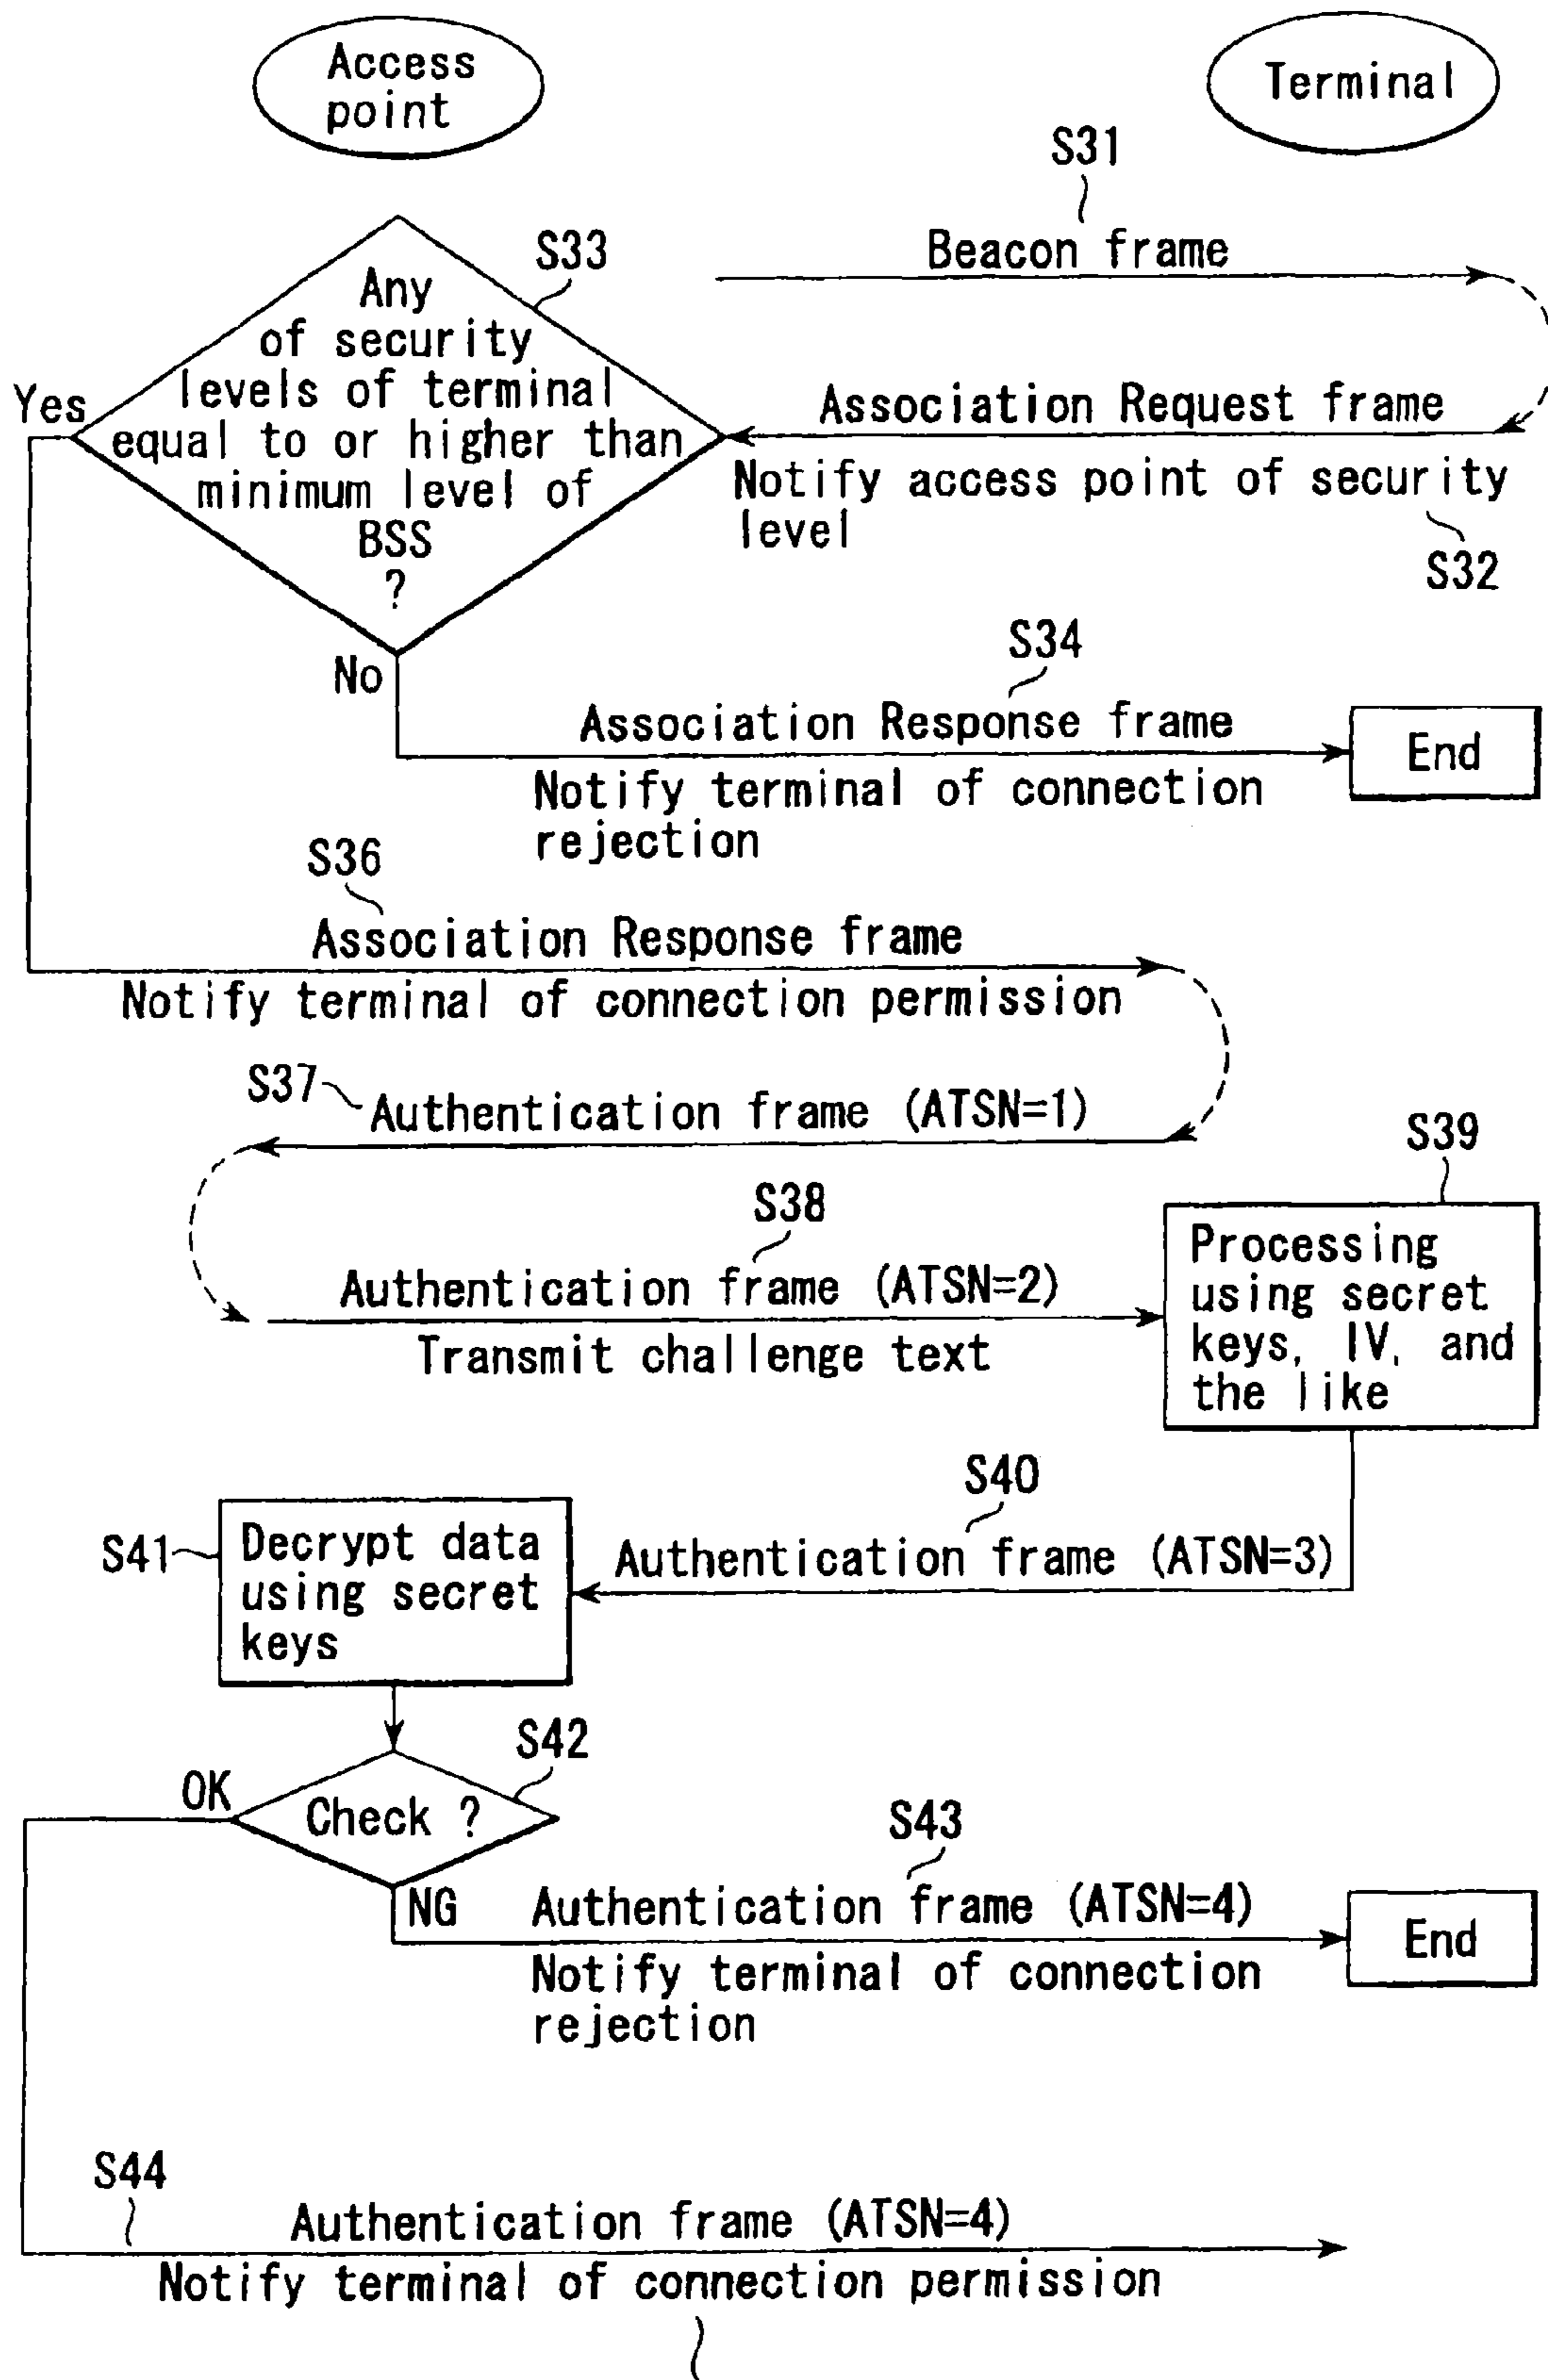 Access
point
Terminal
S31
Beacon frame
S33
Any
of security
levels of terminal
equal to or higher than
minimum level of
BSS
?
Yes
No
Association Request frame
Notify access point of security
level
S32
S34
Association Response frame
Notify terminal of connection
rejection
End
S36
Association Response frame
Notify terminal of connection permission
S37
Authentication frame (ATSN=1)
S38
Authentication frame (ATSN=2)
Transmit challenge text
S39
Processing
using secret
keys, IV, and
the like
S40
Authentication frame (ATSN=3)
S41
Decrypt data
using secret
keys
S42
Check ?
OK
NG
S43
Authentication frame (ATSN=4)
Notify terminal of connection
rejection
End
S44
Authentication frame (ATSN=4)
Notify terminal of connection permission